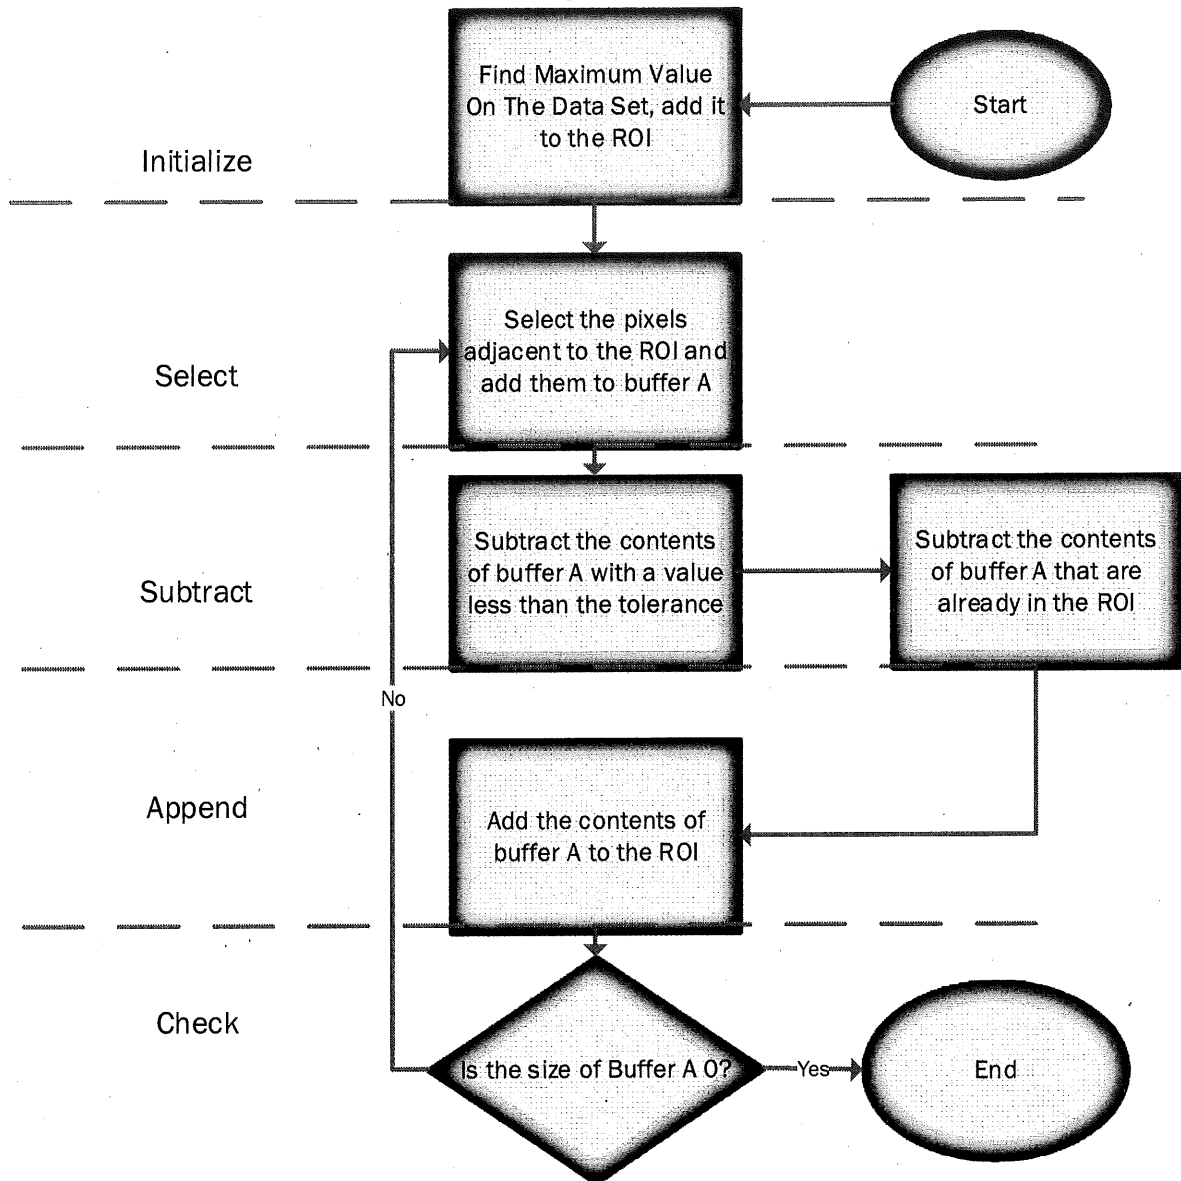 Find Maximum Value
On The Data Set, add it
to the ROI
Start
Initialize
Select the pixels
adjacent to the ROI and
add them to buffer A
Select
Subtract the contents
of buffer A with a value
less than the tolerance
Subtract the contents
of buffer A that are
already in the ROI
Subtract
No
Add the contents of
buffer A to the ROI
Append
Check
Is the size of Buffer A 0?
Yes
End